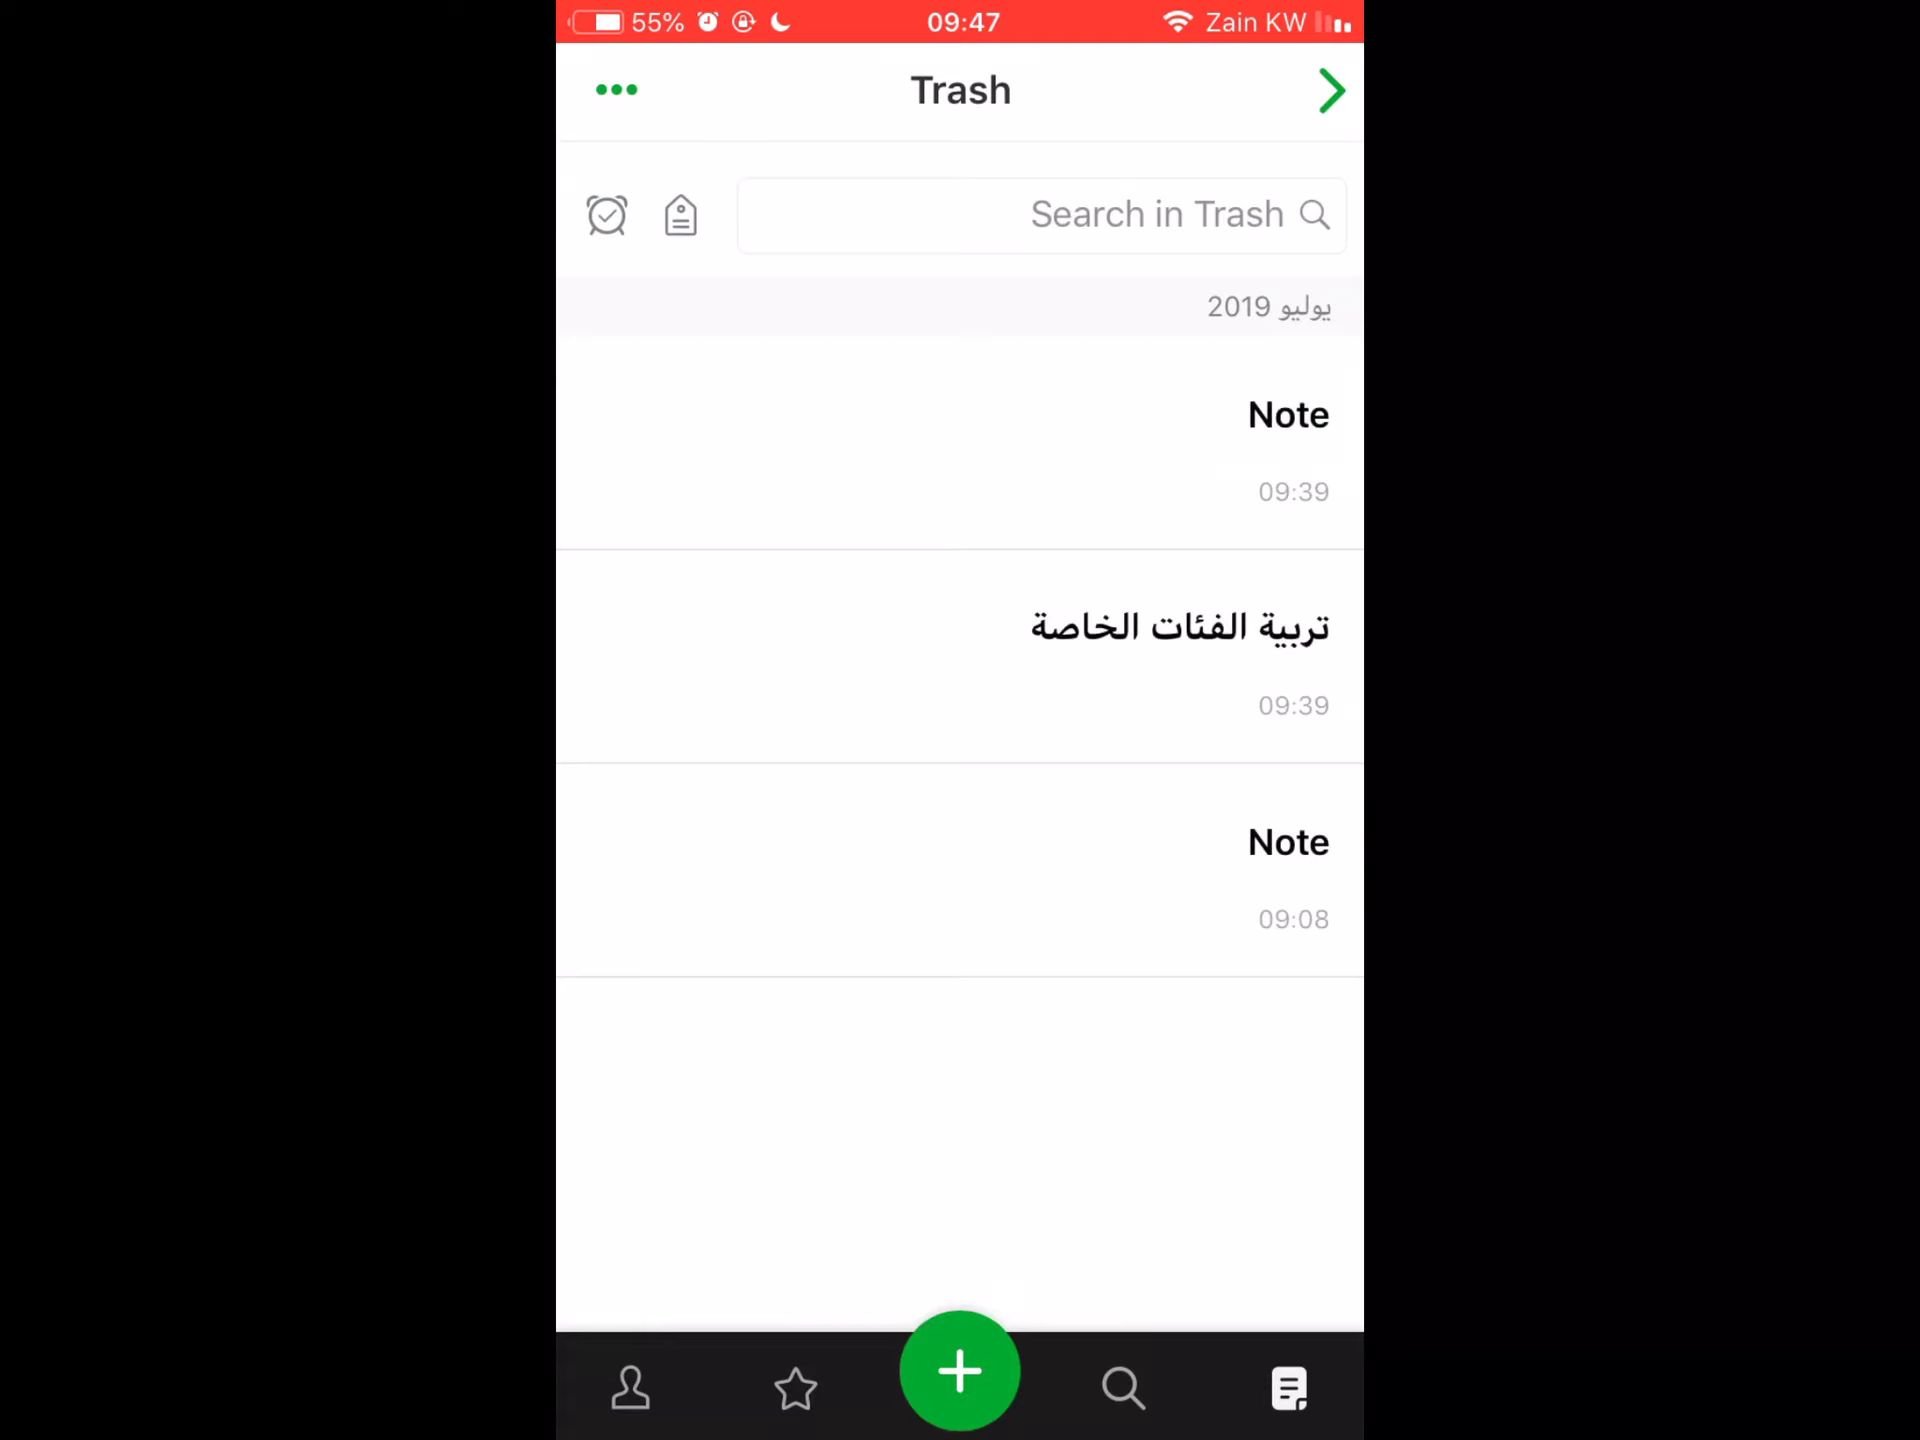 55% 09:47 Zain KW
Trash
Search in Trash
يوليو 2019
Note
09:39
تربية الفئات الخاصة
09:39
Note
09:08